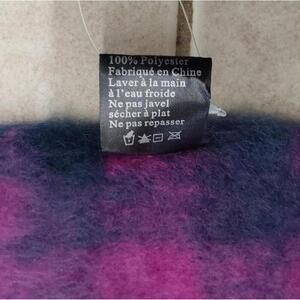 100% Polyester
Fabriqué en Chine
Laver à la main
à l'eau froide
Ne pas javel
sécher à plat
Ne pas repasser